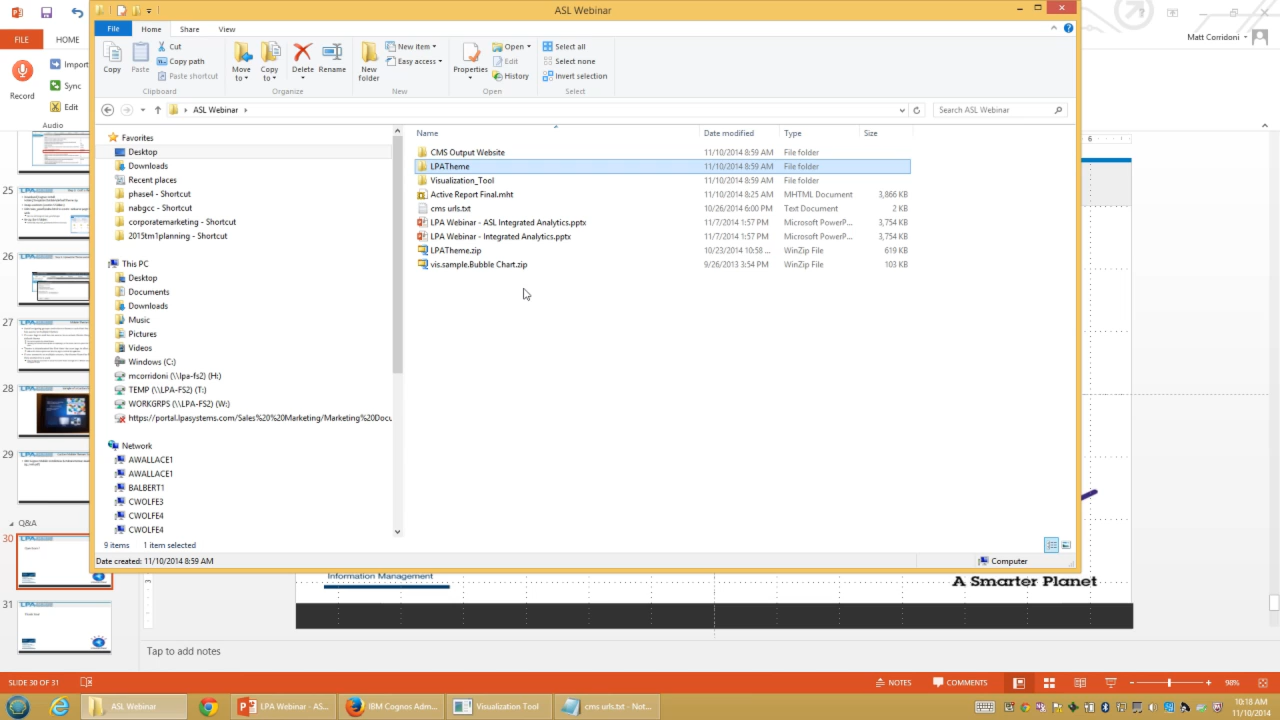 ASL Webinar
FILE
HOME
File
Home
Share
View
Matt Corridoni
Record
Import
Sync
Edit
Audio
Copy
Paste
Cut
Copy path
Paste shortcut
Clipboard
Move to
Copy to
Delete
Rename
Organize
New folder
New item
Easy access
New
Properties
Open
Edit
History
Open
Select all
Select none
Invert selection
Select
ASL Webinar
Search ASL Webinar
Name
Date modified
Type
Size
CMS Output Website 11/10/2014 8:59 AM File folder
LPATheme 11/10/2014 8:59 AM File folder
Visualization_Tool 11/10/2014 8:59 AM File folder
Active Report Final.mht 11/10/2014 8:25 AM MHTML Document 3,866 KB
cms urls.txt 10/26/2014 6:00 PM Text Document 2 KB
LPA Webinar - ASL Integrated Analytics.pptx 11/7/2014 1:57 PM Microsoft PowerP... 3,754 KB
LPA Webinar - Integrated Analytics.pptx 11/7/2014 1:57 PM Microsoft PowerP... 3,754 KB
LPATheme.zip 10/23/2014 10:58 ... WinZip File 619 KB
vis.sample.Bubble Chart.zip 9/26/2013 3:54 PM WinZip File 103 KB
Favorites
Desktop
Downloads
Recent places
phase4 - Shortcut
nabgcc - Shortcut
corporatemarketing - Shortcut
2015tm1planning - Shortcut
This PC
Desktop
Documents
Downloads
Music
Pictures
Videos
Windows (C:)
mcorridoni (\\lpa-fs2) (H:)
TEMP (\\LPA-FS2) (T:)
WORKGRPS (\\LPA-FS2) (W:)
https://portal.lpasystems.com/Sales%20%20Marketing/Marketing%20Docu
Network
AWALLACE1
AWALLACE1
BALBERT1
CWOLFE3
CWOLFE4
CWOLFE4
9 items
1 item selected
Date created: 11/10/2014 8:59 AM
Computer
25
26
27
28
29
Q&A
30
31
6
Information Management
A Smarter Planet
Tap to add notes
SLIDE 30 OF 31
NOTES
COMMENTS
98%
ASL Webinar
LPA Webinar - AS...
IBM Cognos Adm...
Visualization Tool
cms urls.txt - Not...
10:18 AM
11/10/2014